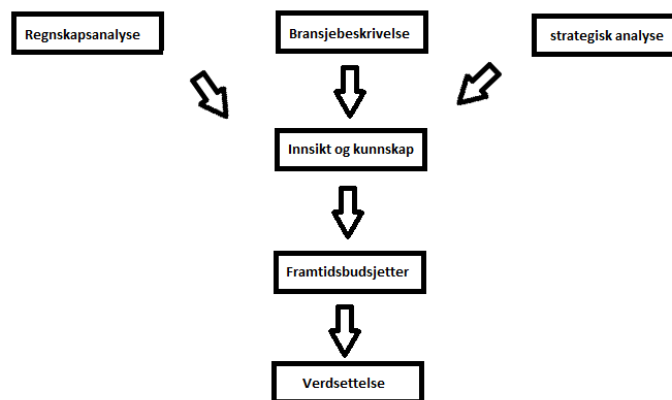 Regnskapsanalyse
Bransjebeskrivelse
strategisk analyse
Innsikt og kunnskap
Framtidsbudsjetter
Verdsettelse